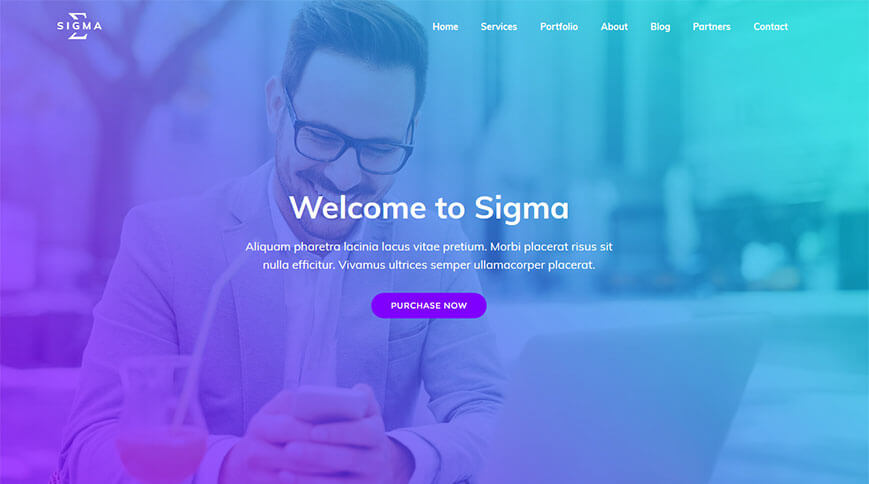 SIGMA
Home Services Portfolio About Blog Partners Contact
Welcome to Sigma
Aliquam pharetra lacinia lacus vitae pretium. Morbi placerat risus sit
nulla efficitur. Vivamus ultrices semper ullamacorper placerat.
PURCHASE NOW